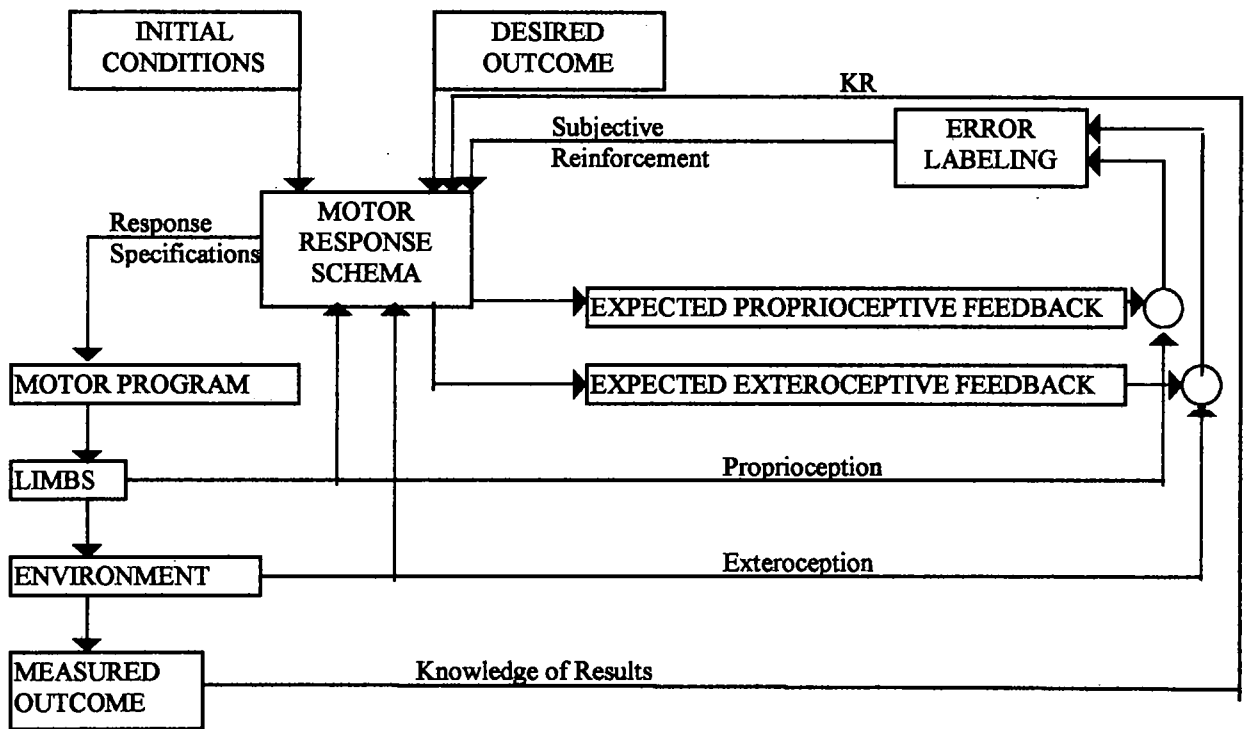 INITIAL
CONDITIONS
DESIRED
OUTCOME
KR
Subjective
Reinforcement
ERROR
LABELING
MOTOR
RESPONSE
SCHEMA
Response
Specifications
EXPECTED PROPRIOCEPTIVE FEEDBACK
MOTOR PROGRAM
EXPECTED EXTEROCEPTIVE FEEDBACK
LIMBS
Proprioception
ENVIRONMENT
Exteroception
MEASURED
OUTCOME
Knowledge of Results